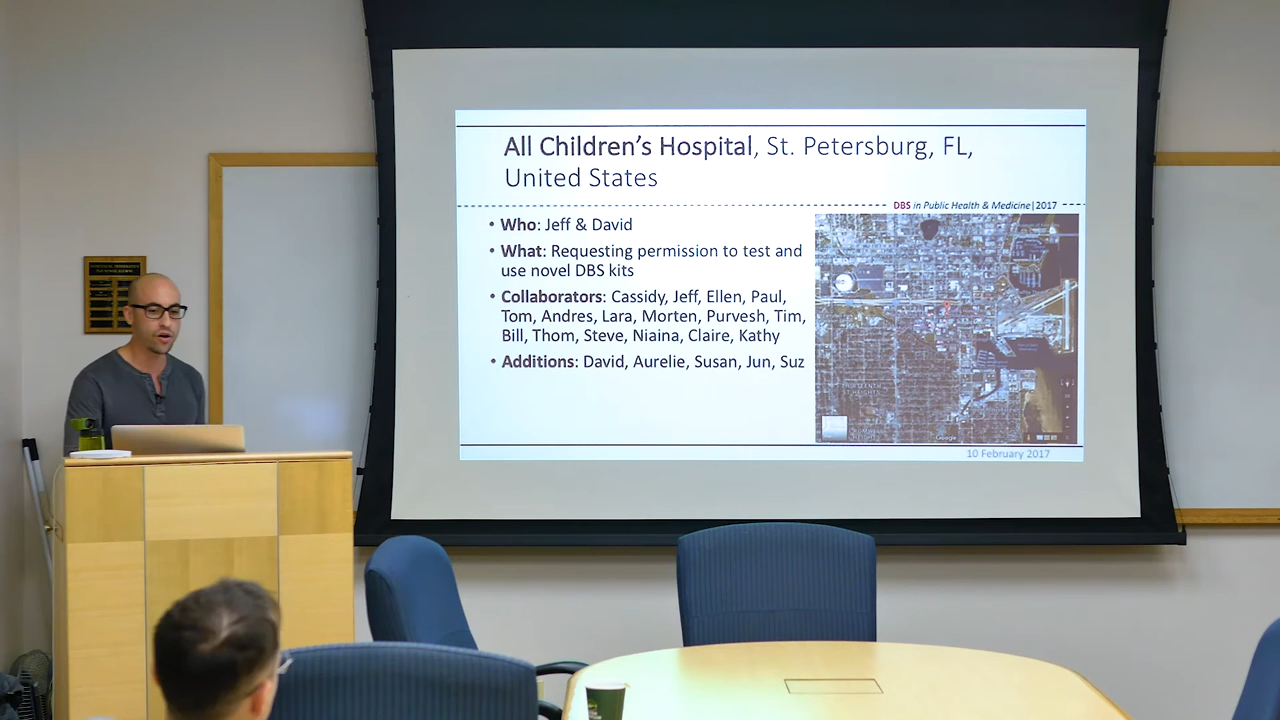 All Children's Hospital, St. Petersburg, FL,
United States
DBS in Public Health & Medicine|2017
• Who: Jeff & David
• What: Requesting permission to test and
use novel DBS kits
• Collaborators: Cassidy, Jeff, Ellen, Paul,
Tom, Andres, Lara, Morten, Purvesh, Tim,
Bill, Thom, Steve, Niaina, Claire, Kathy
• Additions: David, Aurelie, Susan, Jun, Suz
Google
10 February 2017